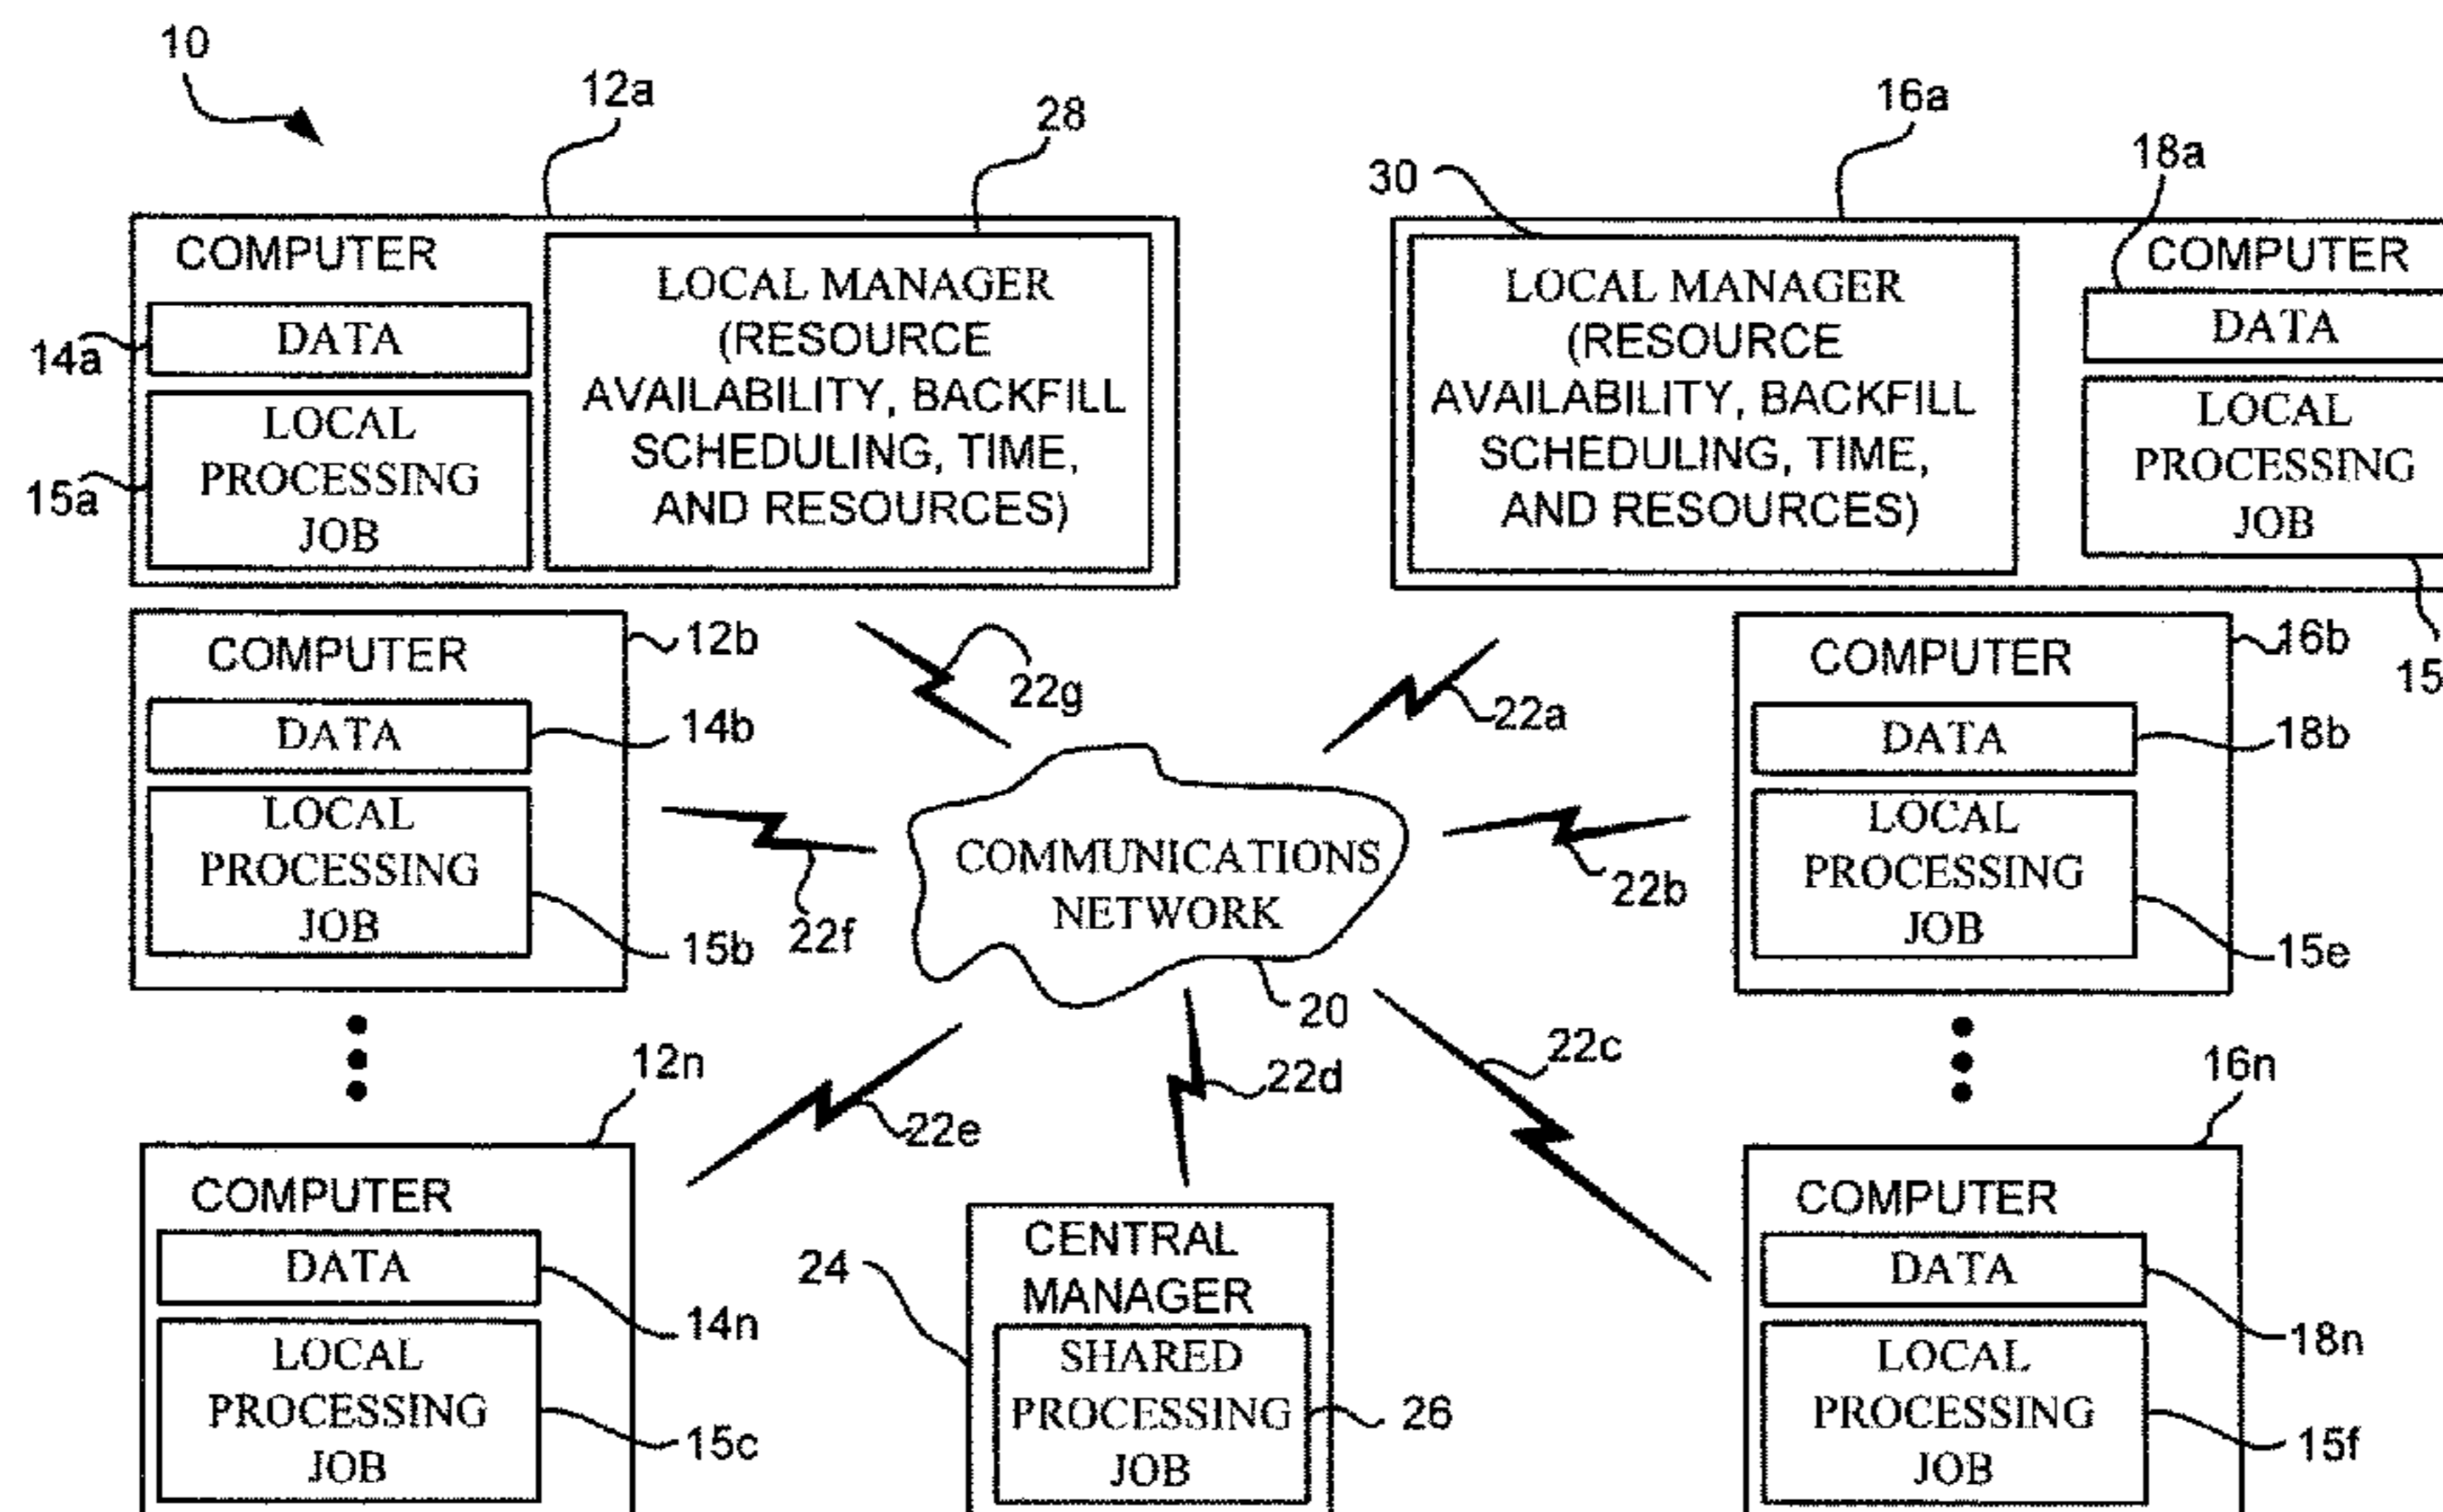 10
12a
28
16a
18a
30
COMPUTER
DATA
14a
LOCAL
PROCESSING
JOB
15a
LOCAL MANAGER
(RESOURCE
AVAILABILITY, BACKFILL
SCHEDULING, TIME,
AND RESOURCES)
LOCAL MANAGER
(RESOURCE
AVAILABILITY, BACKFILL
SCHEDULING, TIME,
AND RESOURCES)
COMPUTER
DATA
LOCAL
PROCESSING
JOB
15
COMPUTER
12b
DATA
14b
LOCAL
PROCESSING
JOB
15b
22g
22a
22f
22b
COMMUNICATIONS
NETWORK
20
COMPUTER
16b
DATA
18b
LOCAL
PROCESSING
JOB
15e
22e
22d
22c
12n
COMPUTER
DATA
14n
LOCAL
PROCESSING
JOB
15c
24
CENTRAL
MANAGER
SHARED
PROCESSING
JOB
26
16n
COMPUTER
DATA
18n
LOCAL
PROCESSING
JOB
15f